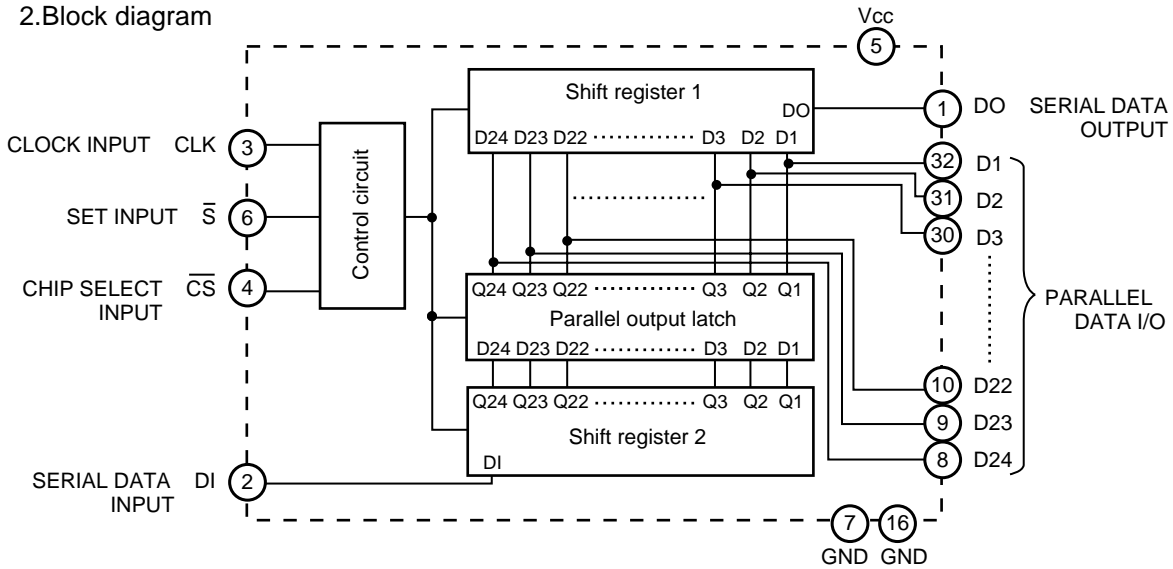 2.Block diagram
Vcc
5
Shift register 1
DO
1 DO SERIAL DATA OUTPUT
D24 D23 D22 ··············· D3 D2 D1
CLOCK INPUT CLK 3
Control circuit
32 D1
31 D2
30 D3
SET INPUT S̅ 6
CHIP SELECT INPUT C̅S̅ 4
Q24 Q23 Q22 ··············· Q3 Q2 Q1
Parallel output latch
D24 D23 D22 ··············· D3 D2 D1
PARALLEL DATA I/O
Q24 Q23 Q22 ··············· Q3 Q2 Q1
Shift register 2
DI
10 D22
9 D23
8 D24
SERIAL DATA INPUT DI 2
7 16
GND GND